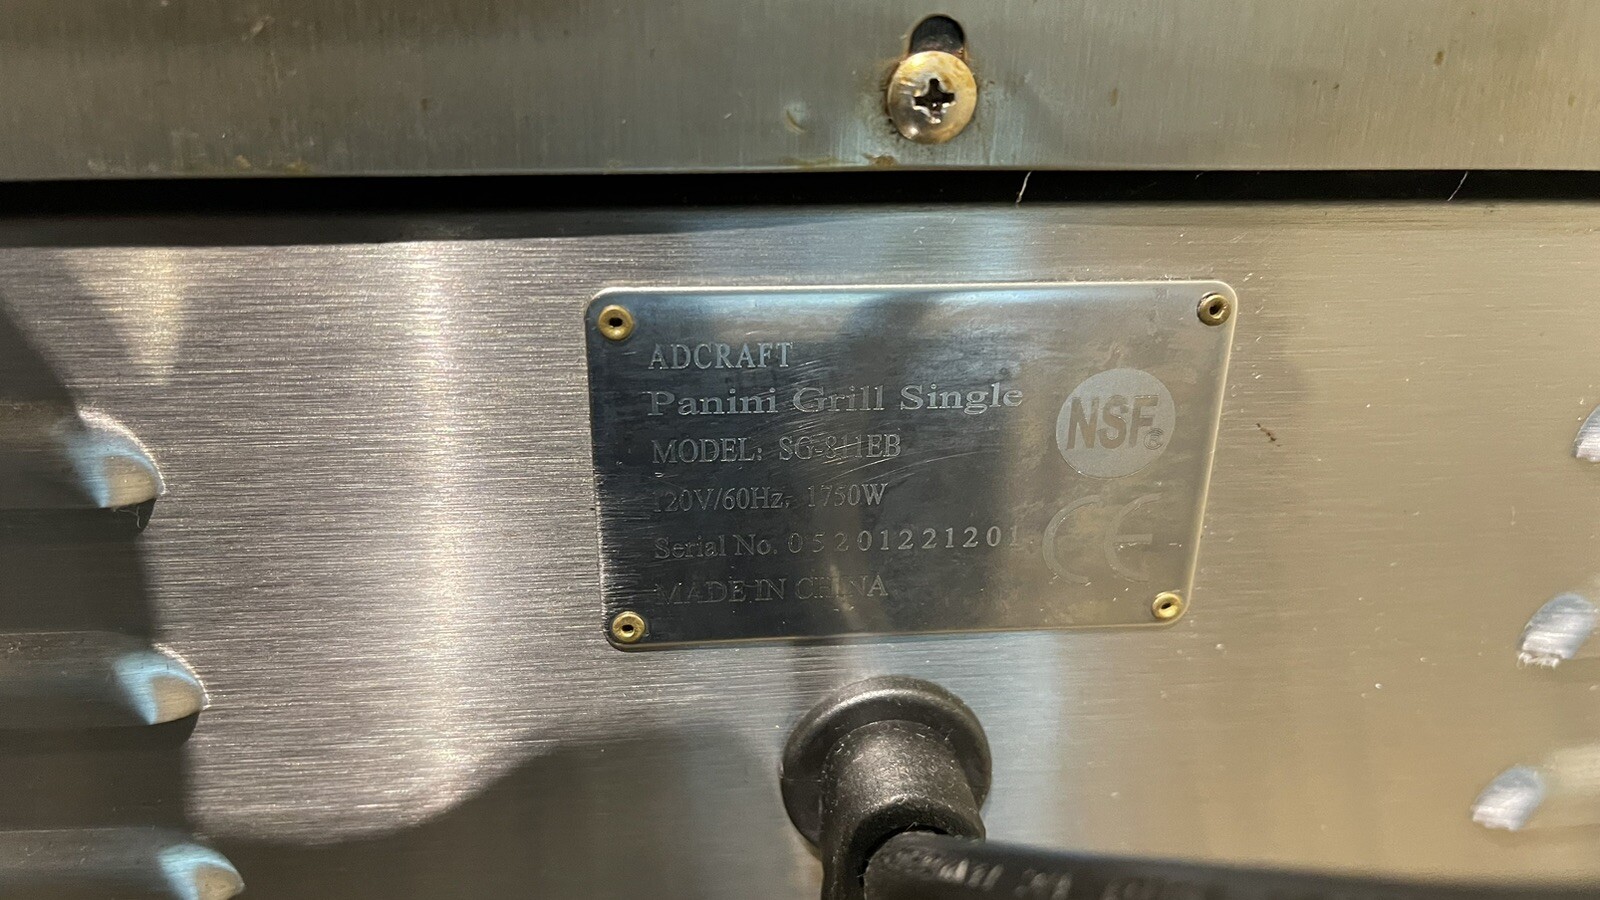 ADCRAFT
Panini Grill Single
MODEL: SG-811EB
120V/60Hz, 1750W
Serial No. 05201221201
MADE IN CHINA
NSF®
CE